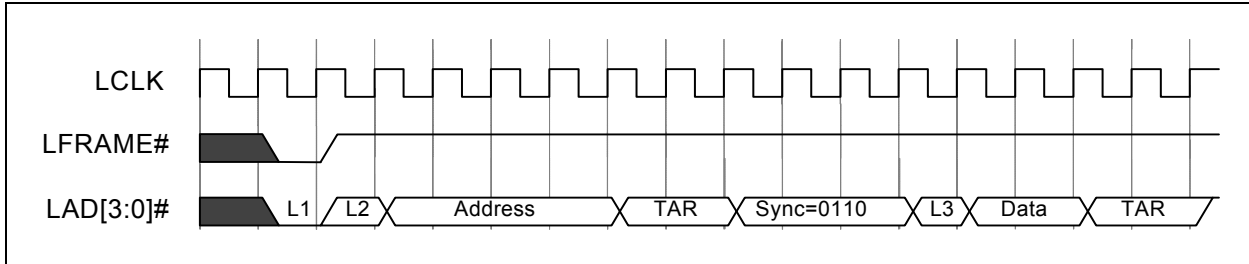 LCLK
LFRAME#
LAD[3:0]# L1 L2 Address TAR Sync=0110 L3 Data TAR